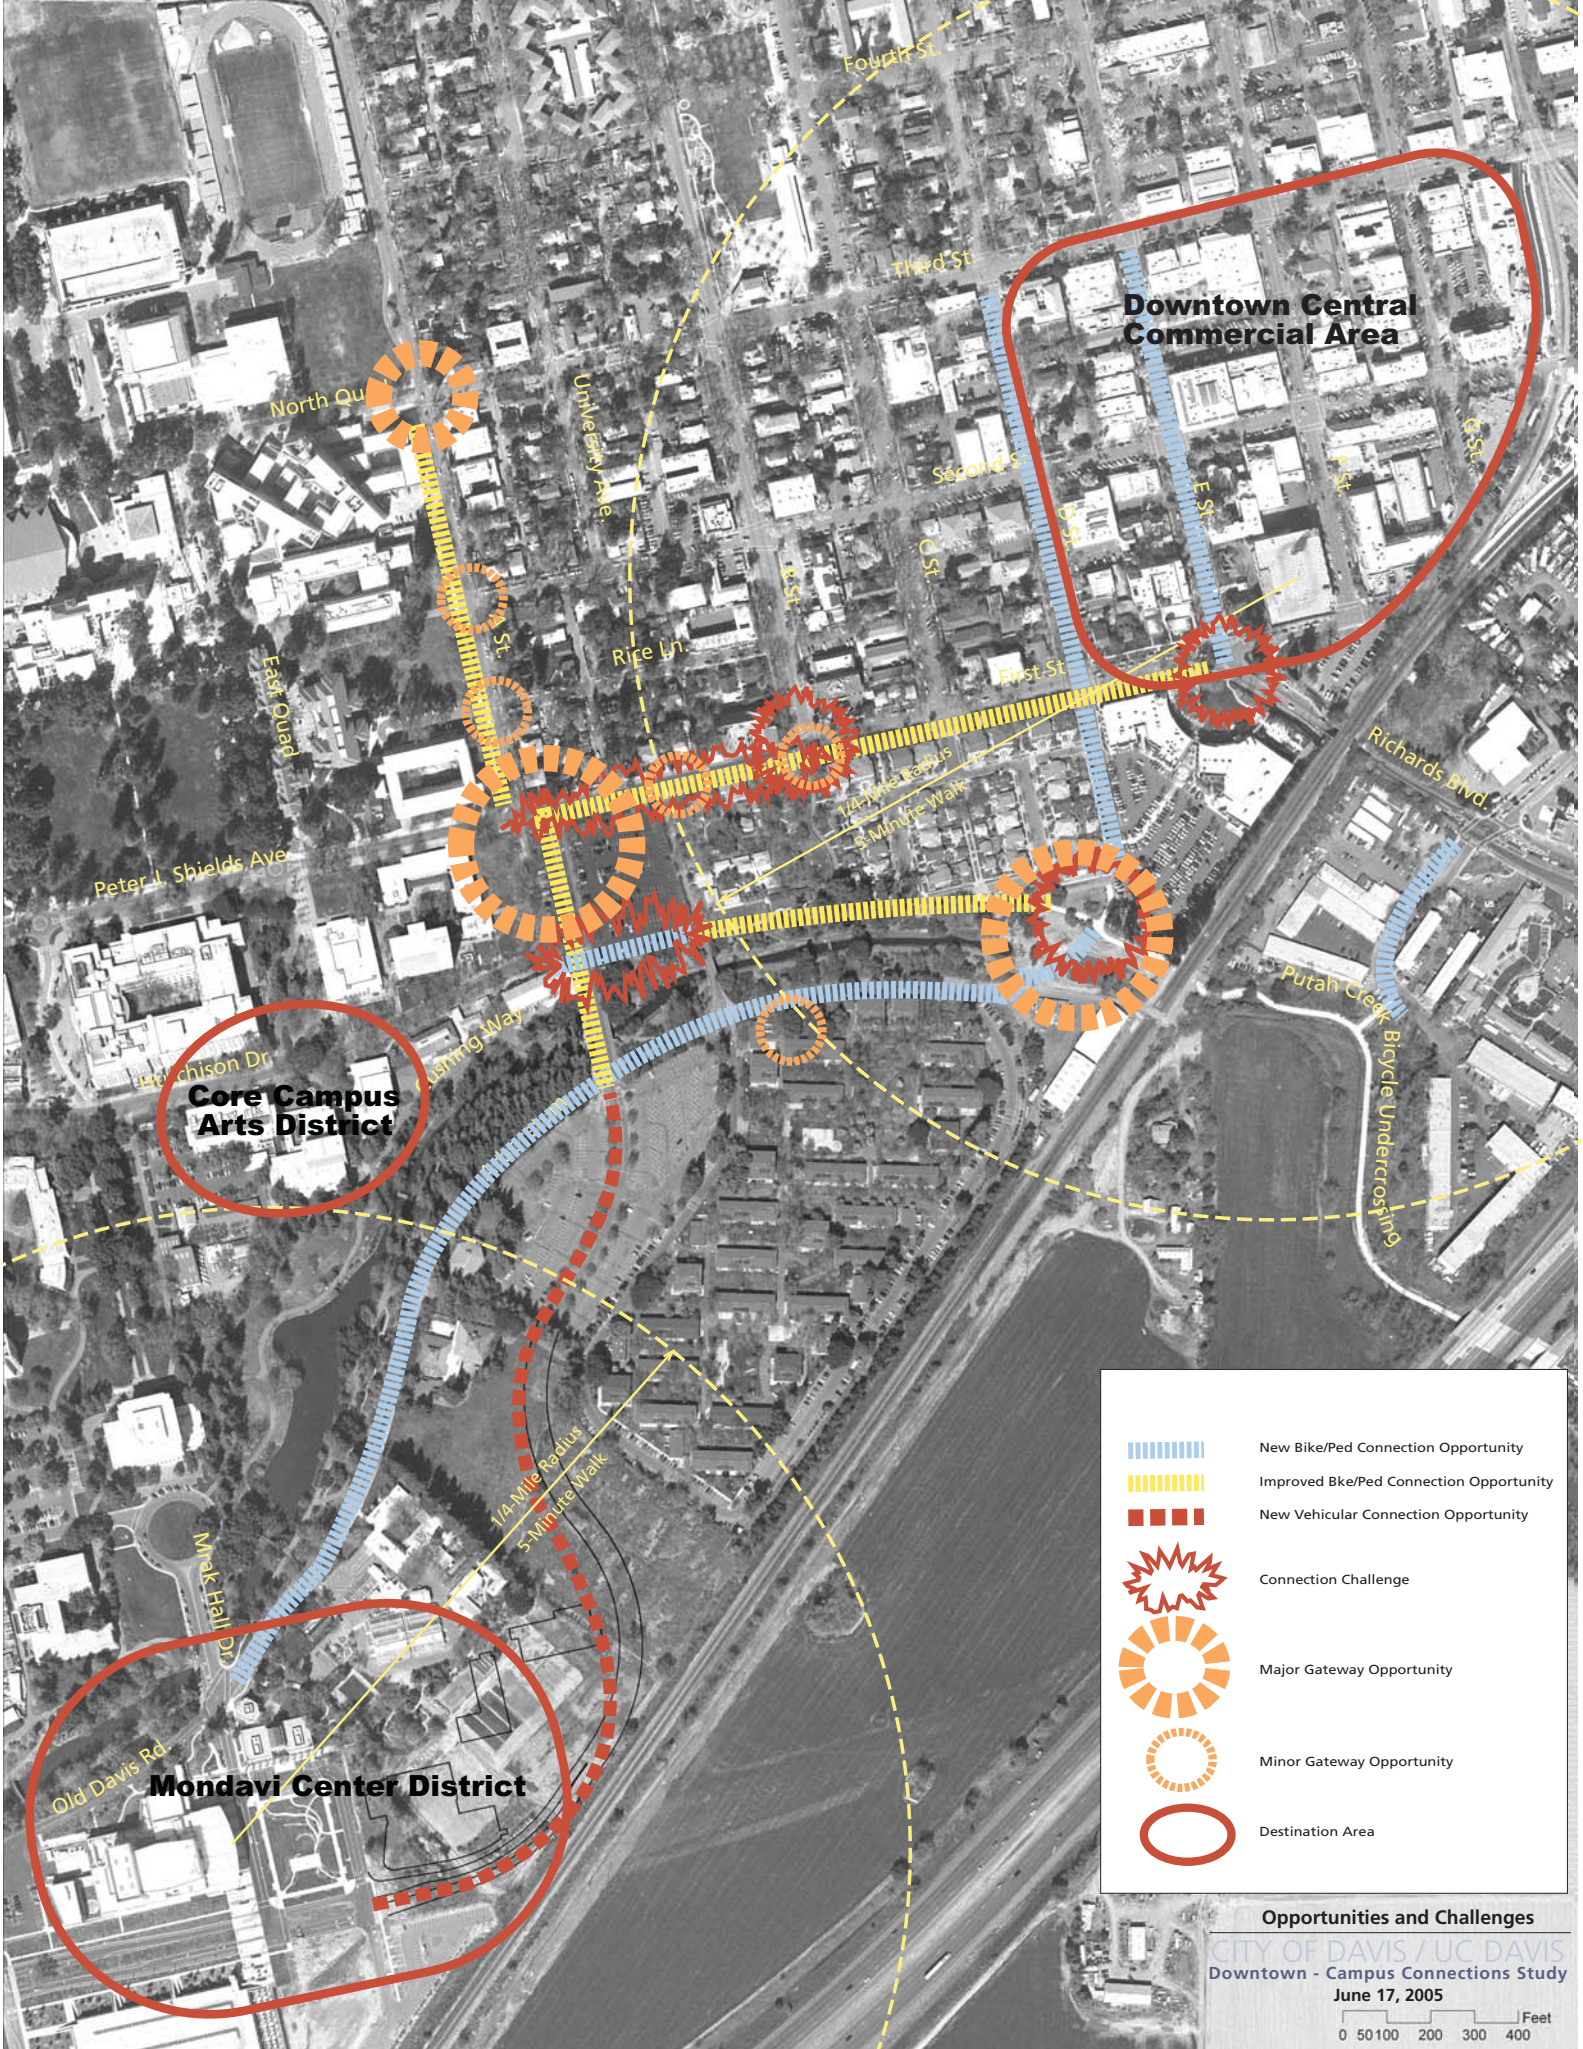 Fourth St.
Third St.
Downtown Central
Commercial Area
North Qu
University Ave.
Second S
G St.
F St.
E St.
D St.
C St.
B St.
St.
Rice Ln.
First St
East Quad
Richards Blvd.
1/4-Mile Radius
5-Minute Walk
Peter J. Shields Ave
Putah Creek Bicycle Undercrossing
Cushing Way
Hutchison Dr.
Core Campus
Arts District
1/4-Mile Radius
5-Minute Walk
Mrak Hall Dr.
Old Davis Rd.
Mondavi Center District
New Bike/Ped Connection Opportunity
Improved Bke/Ped Connection Opportunity
New Vehicular Connection Opportunity
Connection Challenge
Major Gateway Opportunity
Minor Gateway Opportunity
Destination Area
Opportunities and Challenges
CITY OF DAVIS / UC DAVIS
Downtown - Campus Connections Study
June 17, 2005
Feet
0 50 100 200 300 400